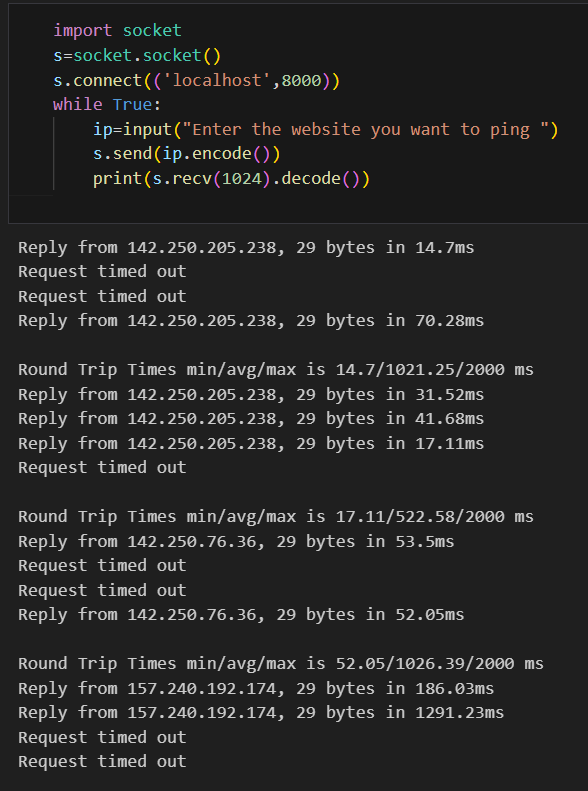 import socket
s=socket.socket()
s.connect(('localhost',8000))
while True:
    ip=input("Enter the website you want to ping ")
    s.send(ip.encode())
    print(s.recv(1024).decode())
Reply from 142.250.205.238, 29 bytes in 14.7ms
Request timed out
Request timed out
Reply from 142.250.205.238, 29 bytes in 70.28ms
Round Trip Times min/avg/max is 14.7/1021.25/2000 ms
Reply from 142.250.205.238, 29 bytes in 31.52ms
Reply from 142.250.205.238, 29 bytes in 41.68ms
Reply from 142.250.205.238, 29 bytes in 17.11ms
Request timed out
Round Trip Times min/avg/max is 17.11/522.58/2000 ms
Reply from 142.250.76.36, 29 bytes in 53.5ms
Request timed out
Request timed out
Reply from 142.250.76.36, 29 bytes in 52.05ms
Round Trip Times min/avg/max is 52.05/1026.39/2000 ms
Reply from 157.240.192.174, 29 bytes in 186.03ms
Reply from 157.240.192.174, 29 bytes in 1291.23ms
Request timed out
Request timed out